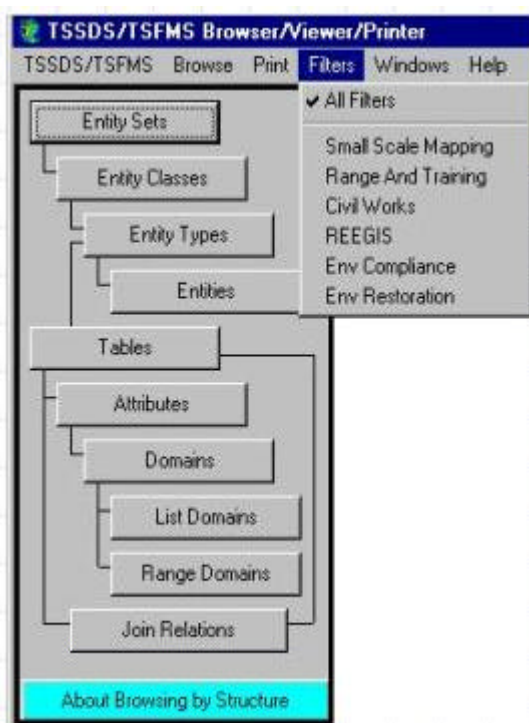 TSSDS/TSFMS Browser/Viewer/Printer
TSSDS/TSFMS Browse Print Filters Windows Help
✔ All Filters
Small Scale Mapping
Range And Training
Civil Works
REEGIS
Env Compliance
Env Restoration
Entity Sets
Entity Classes
Entity Types
Entities
Tables
Attributes
Domains
List Domains
Range Domains
Join Relations
About Browsing by Structure